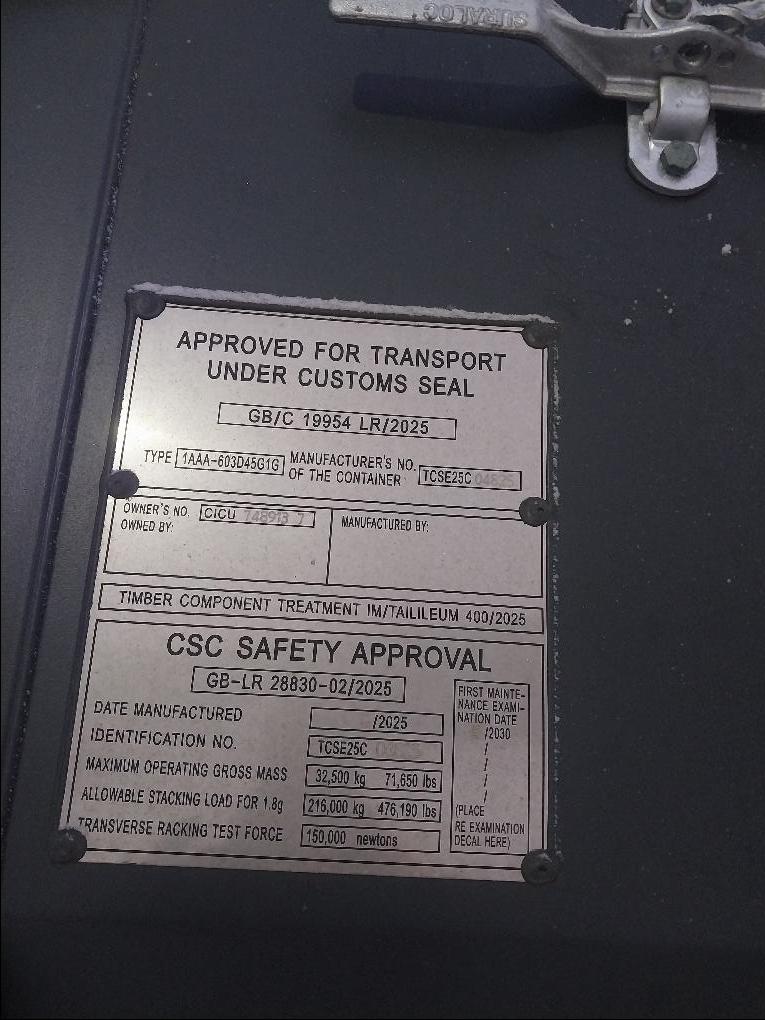 SURALOC
APPROVED FOR TRANSPORT
UNDER CUSTOMS SEAL
GB/C 19954 LR/2025
TYPE 1AAA-603D45G1G MANUFACTURER'S NO. OF THE CONTAINER TCSE25C
OWNER'S NO. CICU 748913 7
OWNED BY:
MANUFACTURED BY:
TIMBER COMPONENT TREATMENT IM/TAILILEUM 400/2025
CSC SAFETY APPROVAL
GB-LR 28830-02/2025
DATE MANUFACTURED /2025
IDENTIFICATION NO. TCSE25C
MAXIMUM OPERATING GROSS MASS 32,500 kg 71,650 lbs
ALLOWABLE STACKING LOAD FOR 1.8g 216,000 kg 476,190 lbs
TRANSVERSE RACKING TEST FORCE 150,000 newtons
FIRST MAINTE-
NANCE EXAMI-
NATION DATE
/2030
/
/
/
/
(PLACE
RE EXAMINATION
DECAL HERE)